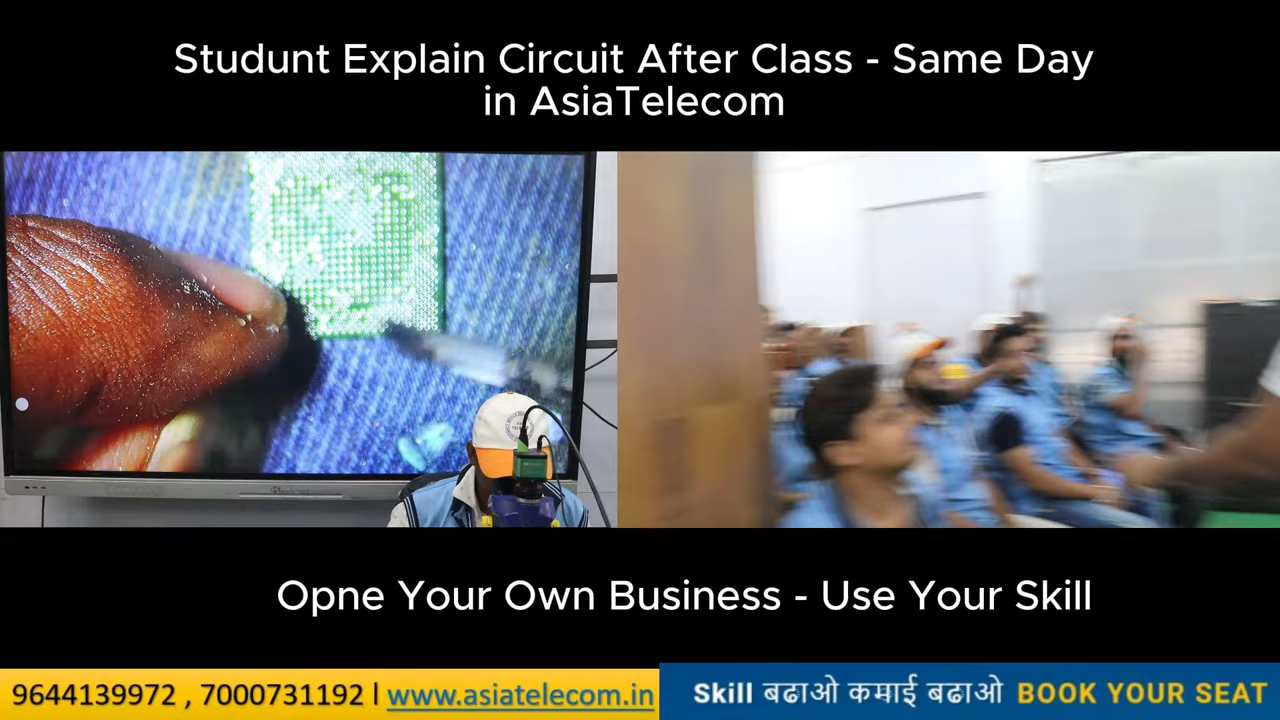 Studunt Explain Circuit After Class - Same Day
in AsiaTelecom
Opne Your Own Business - Use Your Skill
9644139972 , 7000731192 l www.asiatelecom.in
Skill बढाओ कमाई बढाओ BOOK YOUR SEAT